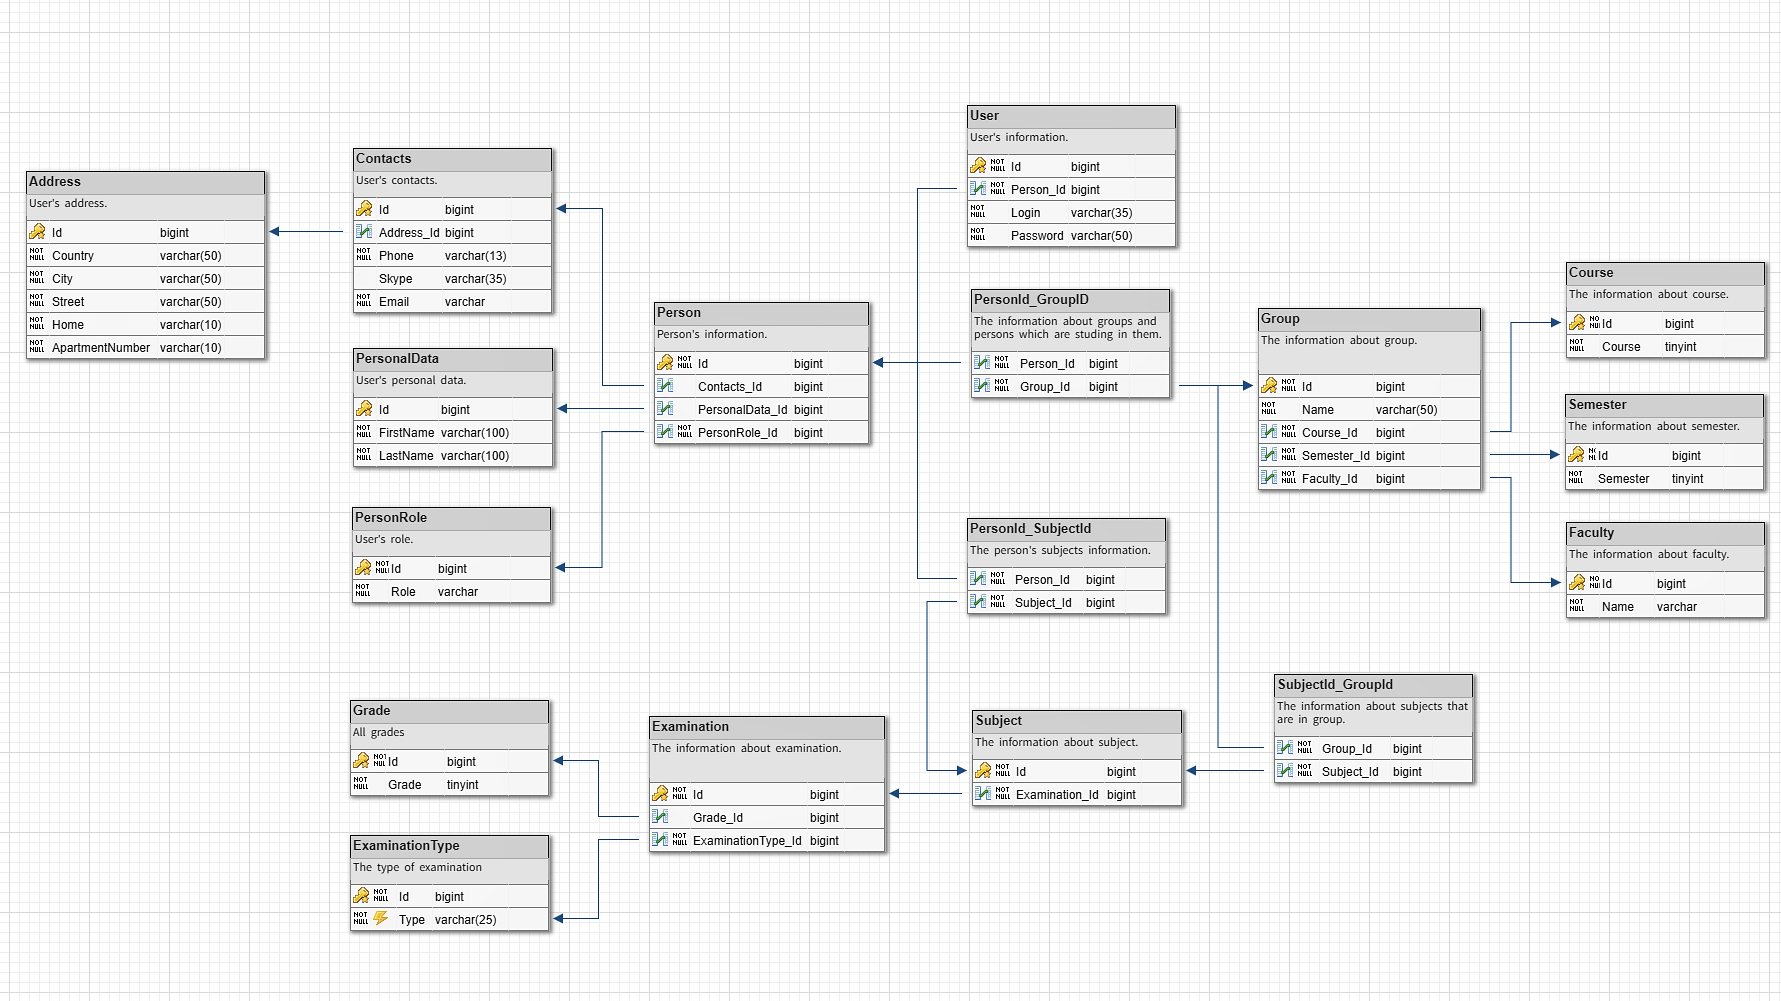 Address
User's address.
Id bigint
NOT NULL Country varchar(50)
NOT NULL City varchar(50)
NOT NULL Street varchar(50)
NOT NULL Home varchar(10)
NOT NULL ApartmentNumber varchar(10)
Contacts
User's contacts.
Id bigint
Address_Id bigint
NOT NULL Phone varchar(13)
Skype varchar(35)
NOT NULL Email varchar
PersonalData
User's personal data.
Id bigint
NOT NULL FirstName varchar(100)
NOT NULL LastName varchar(100)
PersonRole
User's role.
NOT NULL Id bigint
NOT NULL Role varchar
Person
Person's information.
NOT NULL Id bigint
Contacts_Id bigint
PersonalData_Id bigint
NOT NULL PersonRole_Id bigint
User
User's information.
NOT NULL Id bigint
NOT NULL Person_Id bigint
NOT NULL Login varchar(35)
NOT NULL Password varchar(50)
PersonId_GroupID
The information about groups and
persons which are studing in them.
NOT NULL Person_Id bigint
NOT NULL Group_Id bigint
PersonId_SubjectId
The person's subjects information.
NOT NULL Person_Id bigint
NOT NULL Subject_Id bigint
Group
The information about group.
NOT NULL Id bigint
NOT NULL Name varchar(50)
NOT NULL Course_Id bigint
NOT NULL Semester_Id bigint
NOT NULL Faculty_Id bigint
Course
The information about course.
Id bigint
NOT NULL Course tinyint
Semester
The information about semester.
Id bigint
NOT NULL Semester tinyint
Faculty
The information about faculty.
Id bigint
NOT NULL Name varchar
Grade
All grades
Id bigint
NOT NULL Grade tinyint
ExaminationType
The type of examination
NOT NULL Id bigint
NOT NULL Type varchar(25)
Examination
The information about examination.
NOT NULL Id bigint
Grade_Id bigint
NOT NULL ExaminationType_Id bigint
Subject
The information about subject.
NOT NULL Id bigint
NOT NULL Examination_Id bigint
SubjectId_GroupId
The information about subjects that
are in group.
NOT NULL Group_Id bigint
NOT NULL Subject_Id bigint